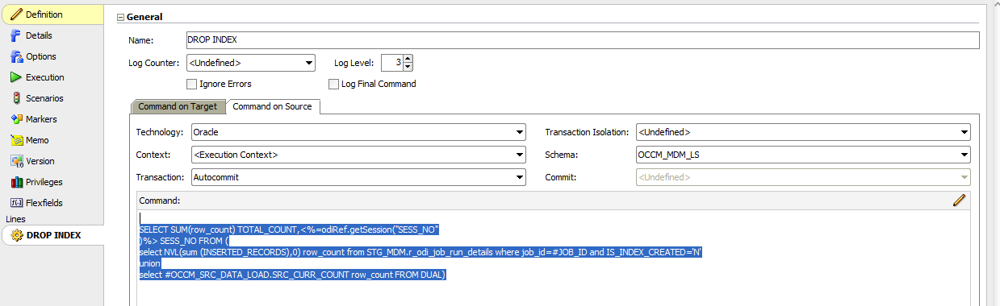 Definition
Details
Options
Execution
Scenarios
Markers
Memo
Version
Privileges
Flexfields
Lines
DROP INDEX
General
Name: DROP INDEX
Log Counter: <Undefined> Log Level: 3
Ignore Errors Log Final Command
Command on Target Command on Source
Technology: Oracle Transaction Isolation: <Undefined>
Context: <Execution Context> Schema: OCCM_MDM_LS
Transaction: Autocommit Commit: <Undefined>
Command:
SELECT SUM(row_count) TOTAL_COUNT,<%=odiRef.getSession("SESS_NO"
)%> SESS_NO FROM (
select NVL(sum (INSERTED_RECORDS),0) row_count from STG_MDM.r_odi_job_run_details where job_id=#JOB_ID and IS_INDEX_CREATED='N'
union
select #OCCM_SRC_DATA_LOAD.SRC_CURR_COUNT row_count FROM DUAL)